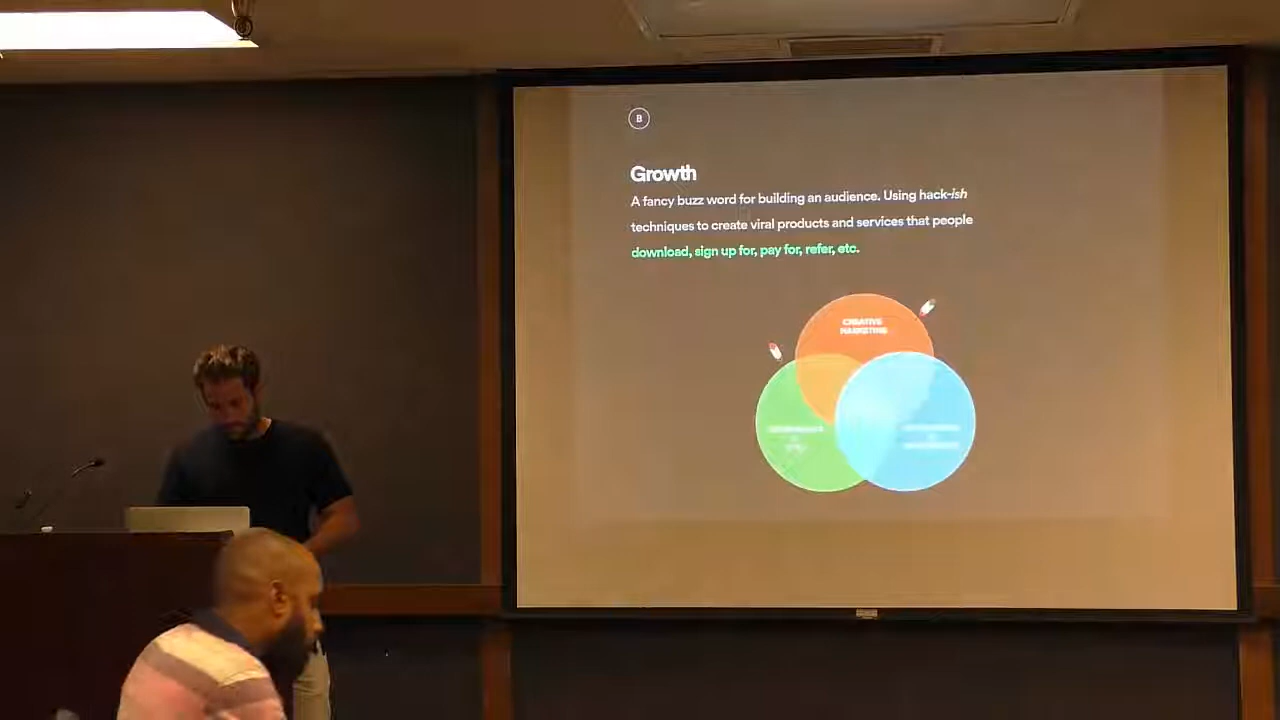 B
Growth
A fancy buzz word for building an audience. Using hack-ish
techniques to create viral products and services that people
download, sign up for, pay for, refer, etc.
CREATIVE
MARKETING